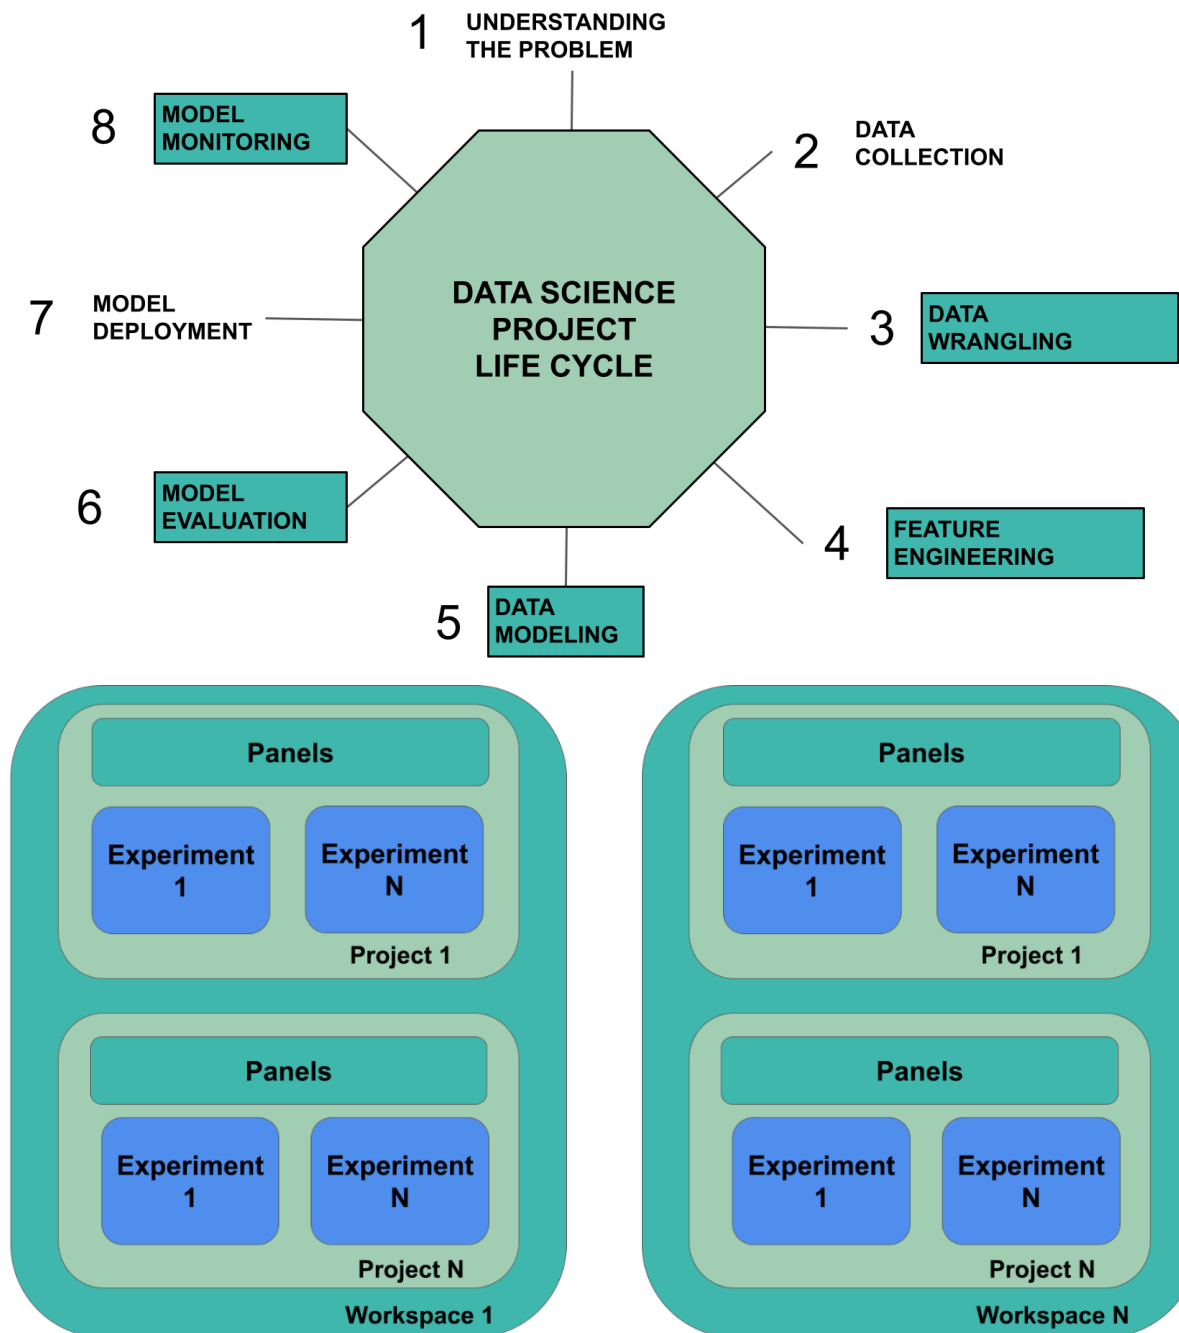 1
UNDERSTANDING
THE PROBLEM
2
DATA
COLLECTION
3
DATA
WRANGLING
4
FEATURE
ENGINEERING
5
DATA
MODELING
6
MODEL
EVALUATION
7
MODEL
DEPLOYMENT
8
MODEL
MONITORING
DATA SCIENCE
PROJECT
LIFE CYCLE
Panels
Experiment
1
Experiment
N
Project 1
Panels
Experiment
1
Experiment
N
Project N
Workspace 1
Panels
Experiment
1
Experiment
N
Project 1
Panels
Experiment
1
Experiment
N
Project N
Workspace N